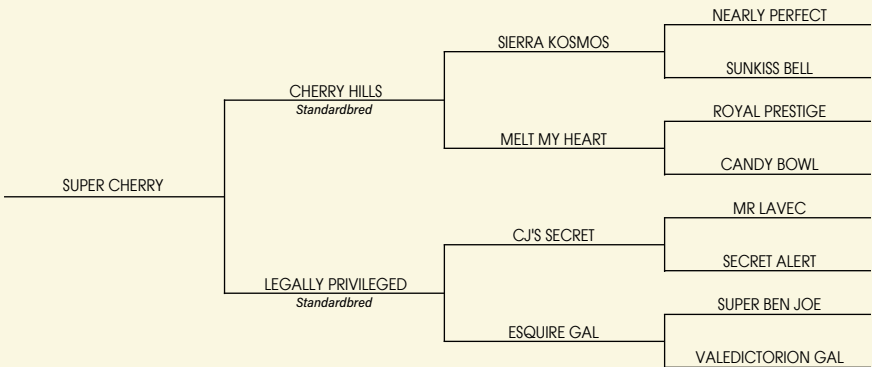 NEARLY PERFECT
SIERRA KOSMOS
SUNKISS BELL
CHERRY HILLS
Standardbred
ROYAL PRESTIGE
MELT MY HEART
CANDY BOWL
SUPER CHERRY
MR LAVEC
CJ'S SECRET
SECRET ALERT
LEGALLY PRIVILEGED
Standardbred
SUPER BEN JOE
ESQUIRE GAL
VALEDICTORION GAL